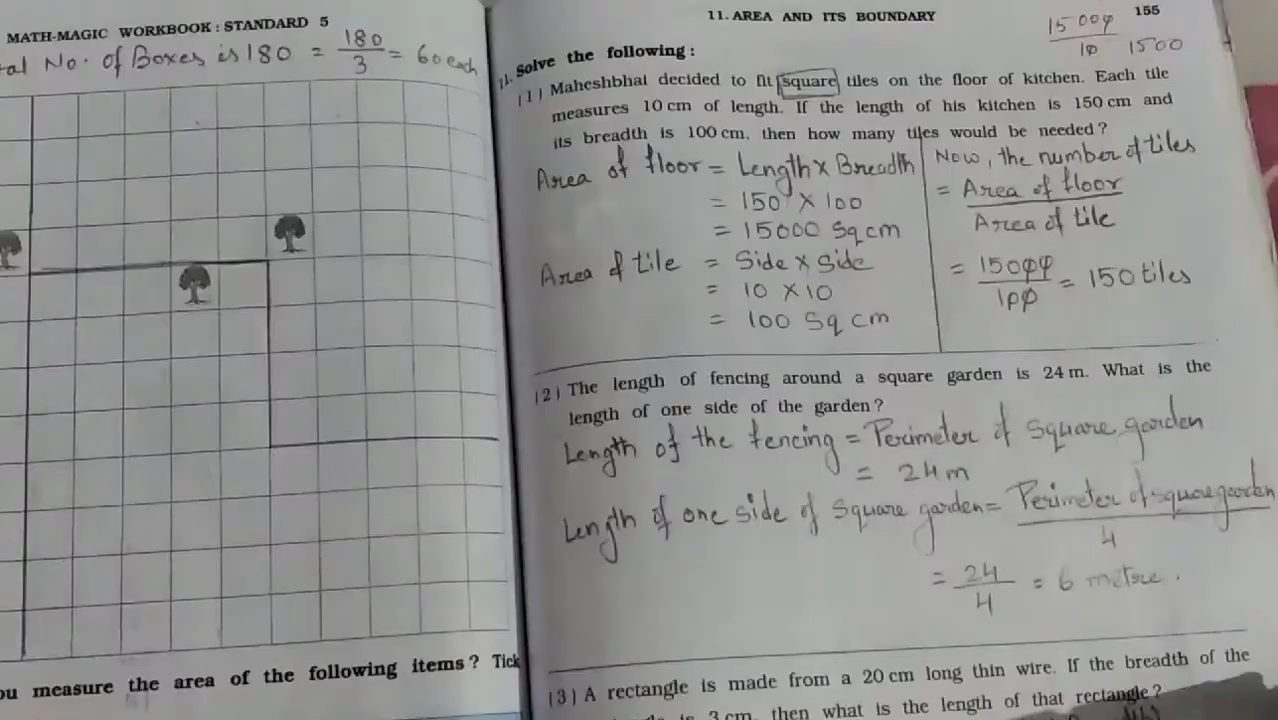 MATH-MAGIC WORKBOOK : STANDARD 5
No. of Boxes is 180 = 180/3 = 60 each
ou measure the area of the following items ? Tick
11. AREA AND ITS BOUNDARY
155
1500φ
10 1500
11. Solve the following :
(1) Maheshbhai decided to fit square tiles on the floor of kitchen. Each tile
measures 10 cm of length. If the length of his kitchen is 150 cm and
its breadth is 100 cm, then how many tiles would be needed ?
Area of floor = Length × Breadth
= 150 × 100
= 15000 Sq cm
Area of tile = Side × Side
= 10 × 10
= 100 Sq cm
Now, the number of tiles
= Area of floor
Area of tile
= 15000/100 = 150 tiles
(2) The length of fencing around a square garden is 24 m. What is the
length of one side of the garden ?
Length of the fencing = Perimeter of square garden
= 24 m
Length of one side of square garden = Perimeter of square garden
4
= 24/4 = 6 metre.
(3) A rectangle is made from a 20 cm long thin wire. If the breadth of the
is 3 cm, then what is the length of that rectangle ?